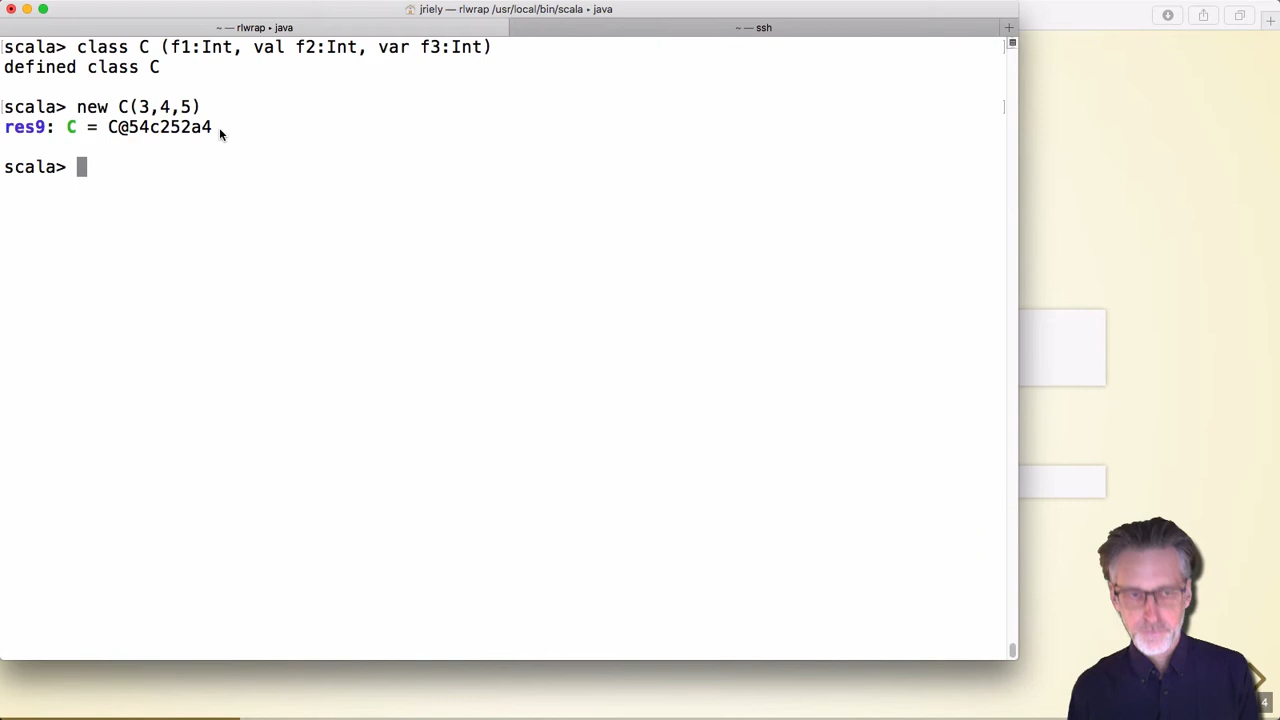 jriely — rlwrap /usr/local/bin/scala • java
~ — rlwrap • java
~ — ssh
scala> class C (f1:Int, val f2:Int, var f3:Int)
defined class C
scala> new C(3,4,5)
res9: C = C@54c252a4
scala>
4